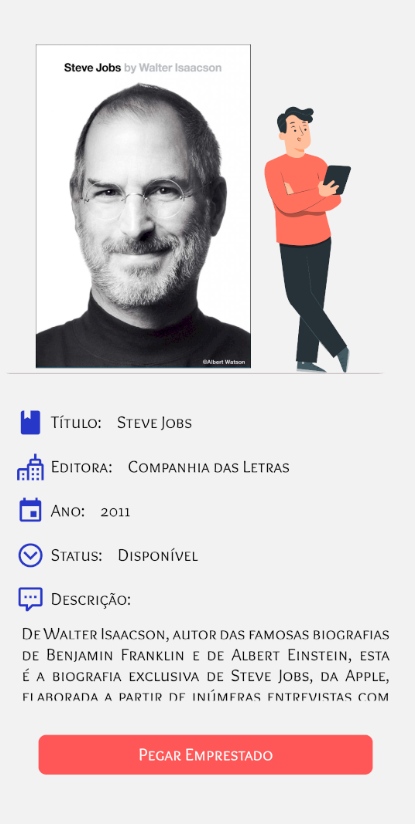 Steve Jobs by Walter Isaacson
©Albert Watson
Título: Steve Jobs
Editora: Companhia das Letras
Ano: 2011
Status: Disponível
Descrição:
De Walter Isaacson, autor das famosas biografias
de Benjamin Franklin e de Albert Einstein, esta
é a biografia exclusiva de Steve Jobs, da Apple,
elaborada a partir de inúmeras entrevistas com
Pegar Emprestado